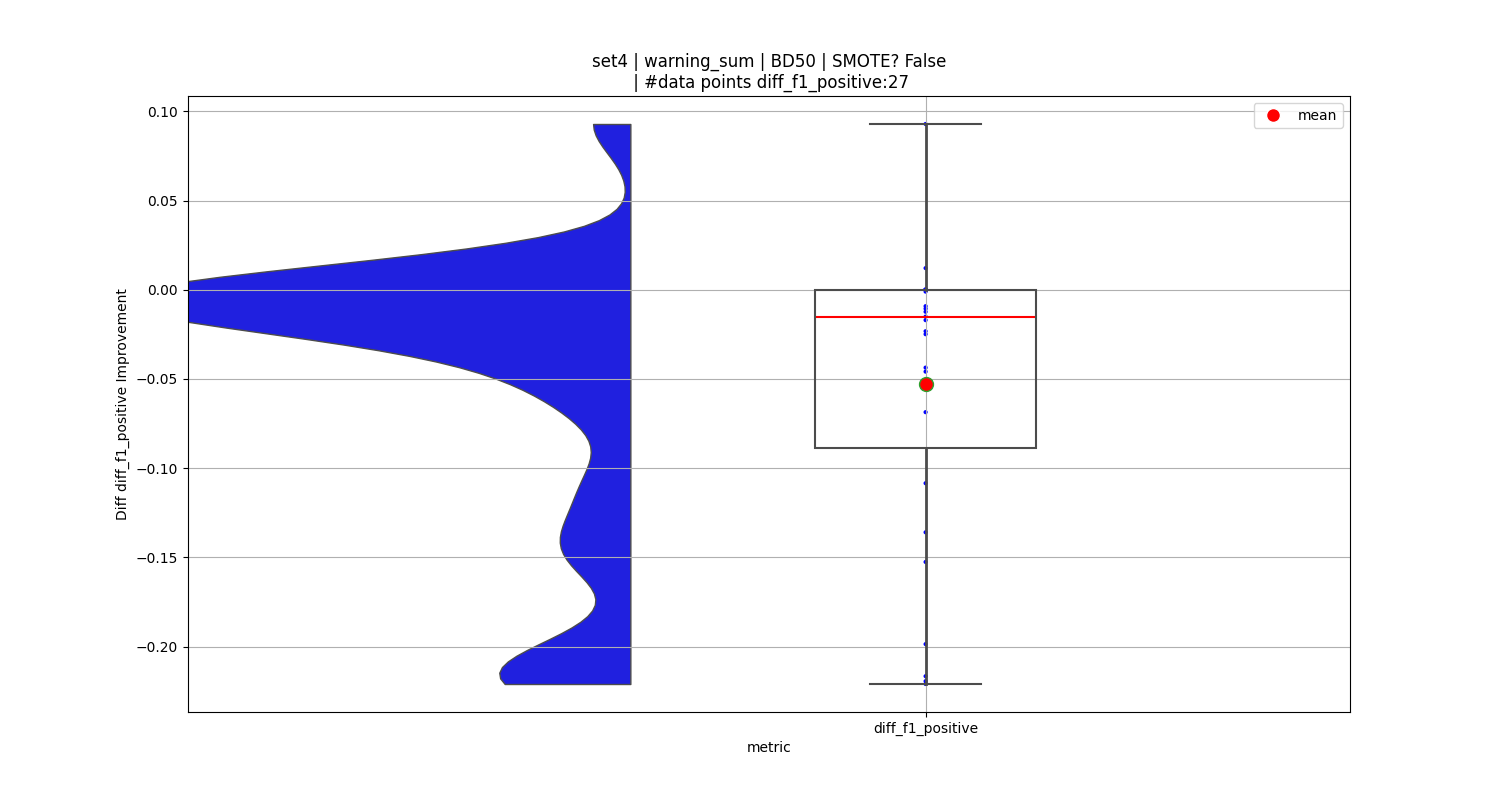 set4 | warning_sum | BD50 | SMOTE? False
| #data points diff_f1_positive:27
mean
0.10
0.05
0.00
−0.05
−0.10
−0.15
−0.20
Diff diff_f1_positive Improvement
diff_f1_positive
metric